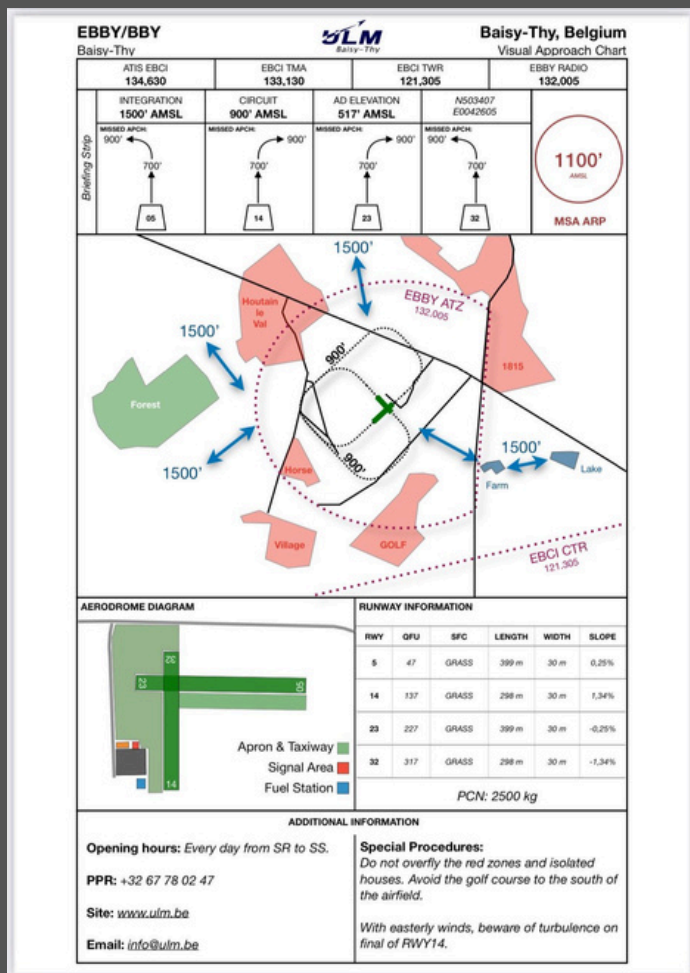 EBBY/BBY
Baisy-Thy
ULM
Baisy-Thy
Baisy-Thy, Belgium
Visual Approach Chart
ATIS EBCI
134,630
EBCI TMA
133,130
EBCI TWR
121,305
EBBY RADIO
132,005
Briefing Strip
INTEGRATION
1500' AMSL
CIRCUIT
900' AMSL
AD ELEVATION
517' AMSL
N503407
E0042605
MISSED APCH:
900'
700'
05
MISSED APCH:
900'
700'
14
MISSED APCH:
900'
700'
23
MISSED APCH:
900'
700'
32
1100'
AMSL
MSA ARP
1500'
Houtain
le
Val
EBBY ATZ
132.005
1500'
900'
1815
Forest
1500'
900'
1500'
Horse
Farm
Lake
Village
GOLF
EBCI CTR
121.305
AERODROME DIAGRAM
32
23
05
14
Apron & Taxiway
Signal Area
Fuel Station
RUNWAY INFORMATION
RWY QFU SFC LENGTH WIDTH SLOPE
5 47 GRASS 399 m 30 m 0,25%
14 137 GRASS 298 m 30 m 1,34%
23 227 GRASS 399 m 30 m -0,25%
32 317 GRASS 298 m 30 m -1,34%
PCN: 2500 kg
ADDITIONAL INFORMATION
Opening hours: Every day from SR to SS.
PPR: +32 67 78 02 47
Site: www.ulm.be
Email: info@ulm.be
Special Procedures:
Do not overfly the red zones and isolated
houses. Avoid the golf course to the south of
the airfield.
With easterly winds, beware of turbulence on
final of RWY14.